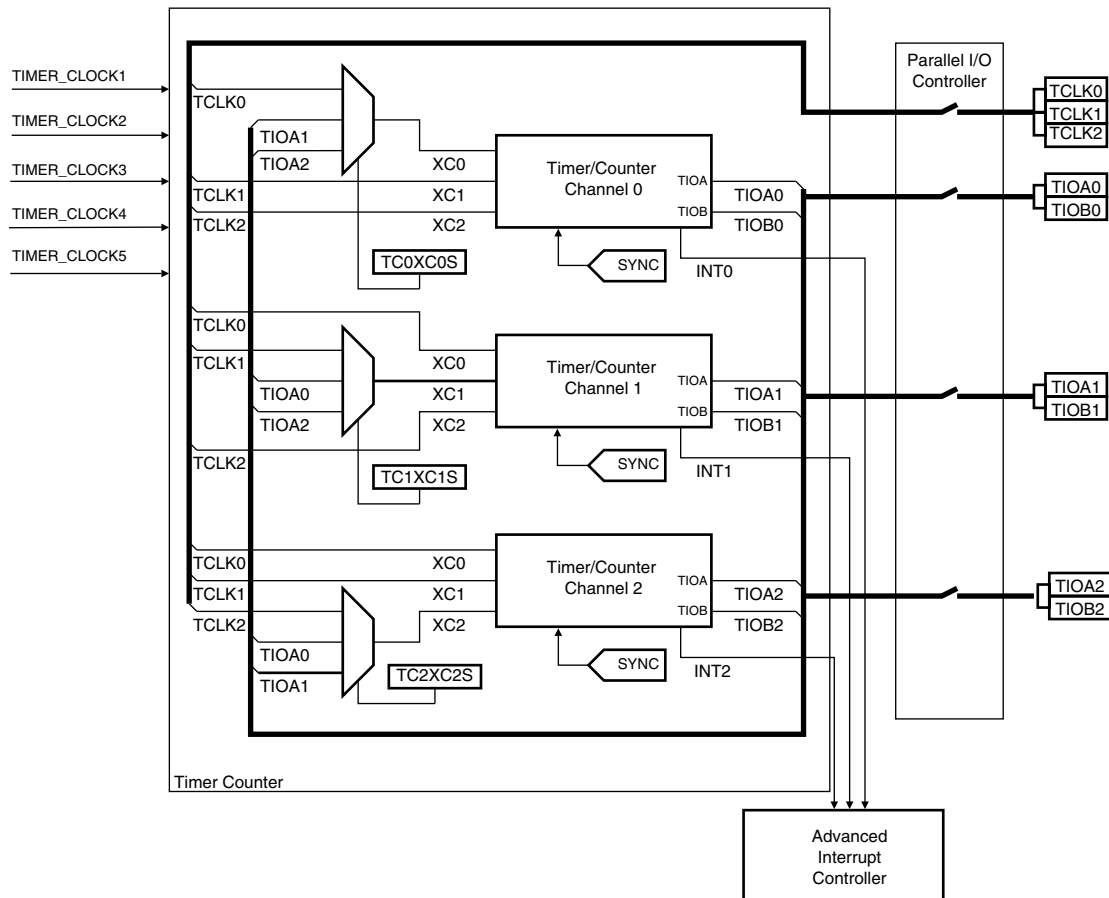 TIMER_CLOCK1
TIMER_CLOCK2
TIMER_CLOCK3
TIMER_CLOCK4
TIMER_CLOCK5
TCLK0
TIOA1
TIOA2
TCLK1
TCLK2
XC0
XC1
XC2
TC0XC0S
Timer/Counter
Channel 0
TIOA
TIOB
TIOA0
TIOB0
SYNC
INT0
TCLK0
TCLK1
TIOA0
TIOA2
TCLK2
XC0
XC1
XC2
TC1XC1S
Timer/Counter
Channel 1
TIOA
TIOB
TIOA1
TIOB1
SYNC
INT1
TCLK0
TCLK1
TCLK2
TIOA0
TIOA1
XC0
XC1
XC2
TC2XC2S
Timer/Counter
Channel 2
TIOA
TIOB
TIOA2
TIOB2
SYNC
INT2
Timer Counter
Parallel I/O
Controller
TCLK0
TCLK1
TCLK2
TIOA0
TIOB0
TIOA1
TIOB1
TIOA2
TIOB2
Advanced
Interrupt
Controller